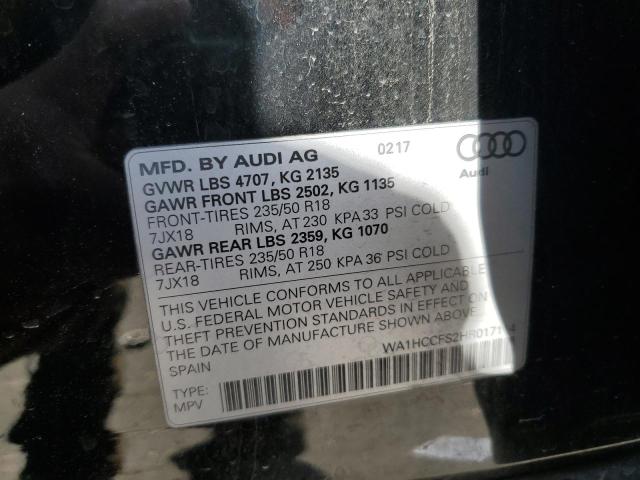 MFD. BY AUDI AG 0217
Audi
GVWR LBS 4707, KG 2135
GAWR FRONT LBS 2502, KG 1135
FRONT-TIRES 235/50 R18
7JX18 RIMS, AT 230 KPA 33 PSI COLD
GAWR REAR LBS 2359, KG 1070
REAR-TIRES 235/50 R18
7JX18 RIMS, AT 250 KPA 36 PSI COLD
THIS VEHICLE CONFORMS TO ALL APPLICABLE
U.S. FEDERAL MOTOR VEHICLE SAFETY AND
THEFT PREVENTION STANDARDS IN EFFECT ON
THE DATE OF MANUFACTURE SHOWN ABOVE.
SPAIN
TYPE:
MPV